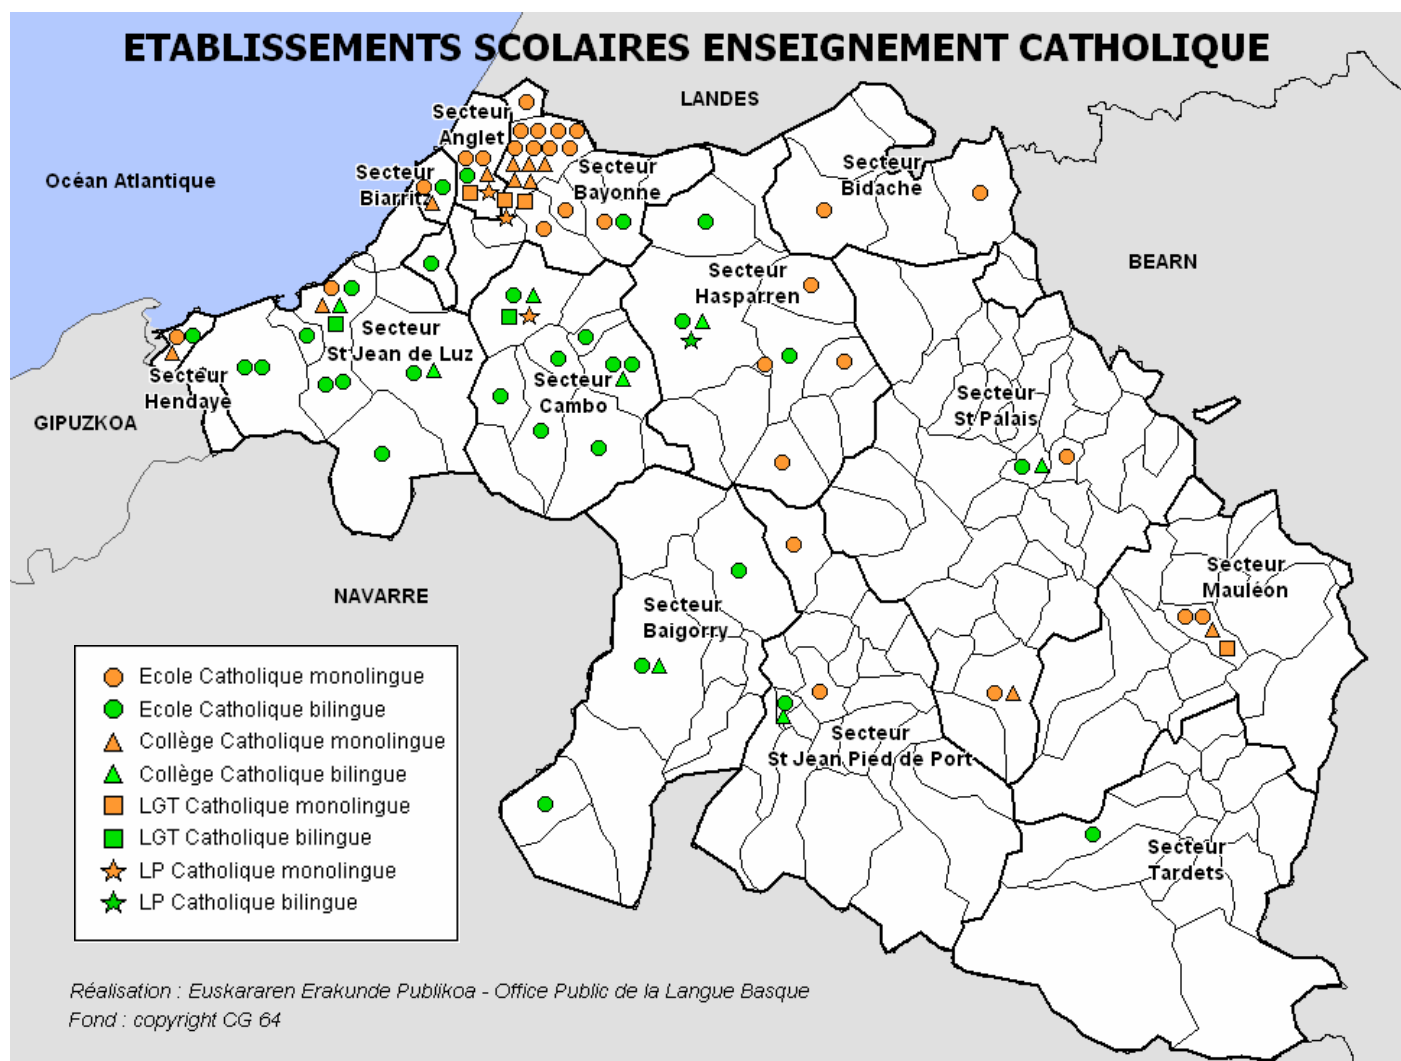 ETABLISSEMENTS SCOLAIRES ENSEIGNEMENT CATHOLIQUE
LANDES
Secteur
Anglet
Secteur
Biarritz
Secteur
Bayonne
Secteur
Bidache
Océan Atlantique
BEARN
Secteur
Hasparren
Secteur
St Jean de Luz
Secteur
Hendaye
Secteur
Cambo
Secteur
St Palais
GIPUZKOA
NAVARRE
Secteur
Mauléon
Secteur
Baigorry
Secteur
St Jean Pied de Port
Secteur
Tardets
Ecole Catholique monolingue
Ecole Catholique bilingue
Collège Catholique monolingue
Collège Catholique bilingue
LGT Catholique monolingue
LGT Catholique bilingue
LP Catholique monolingue
LP Catholique bilingue
Réalisation : Euskararen Erakunde Publikoa - Office Public de la Langue Basque
Fond : copyright CG 64